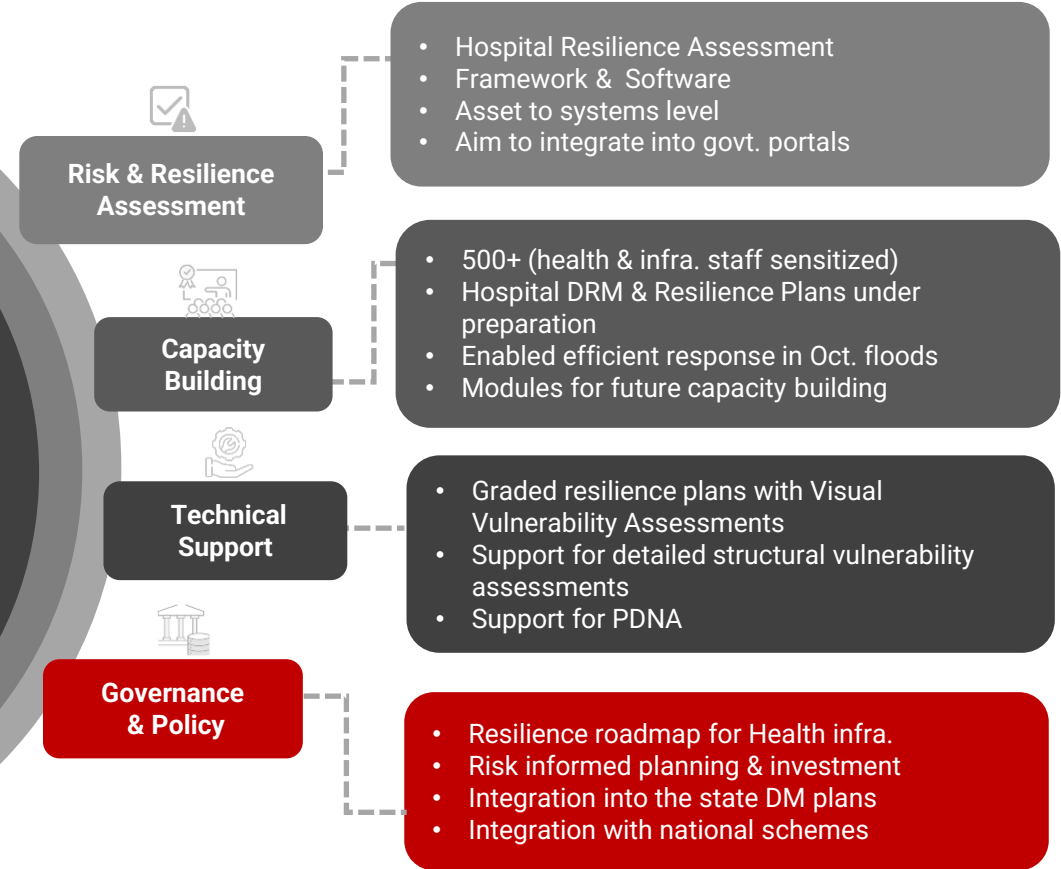 Risk & Resilience
Assessment
• Hospital Resilience Assessment
• Framework & Software
• Asset to systems level
• Aim to integrate into govt. portals
Capacity
Building
• 500+ (health & infra. staff sensitized)
• Hospital DRM & Resilience Plans under
preparation
• Enabled efficient response in Oct. floods
• Modules for future capacity building
Technical
Support
• Graded resilience plans with Visual
Vulnerability Assessments
• Support for detailed structural vulnerability
assessments
• Support for PDNA
Governance
& Policy
• Resilience roadmap for Health infra.
• Risk informed planning & investment
• Integration into the state DM plans
• Integration with national schemes